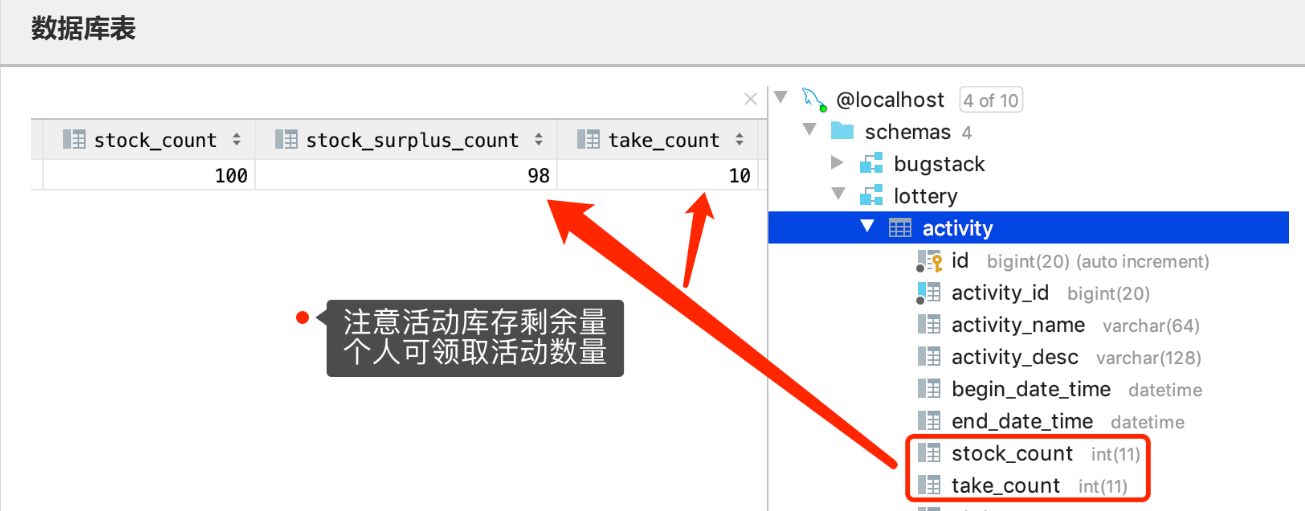 数据库表
stock_count
stock_surplus_count
take_count
100
98
10
注意活动库存剩余量
个人可领取活动数量
@localhost 4 of 10
schemas 4
bugstack
lottery
activity
id bigint(20) (auto increment)
activity_id bigint(20)
activity_name varchar(64)
activity_desc varchar(128)
begin_date_time datetime
end_date_time datetime
stock_count int(11)
take_count int(11)